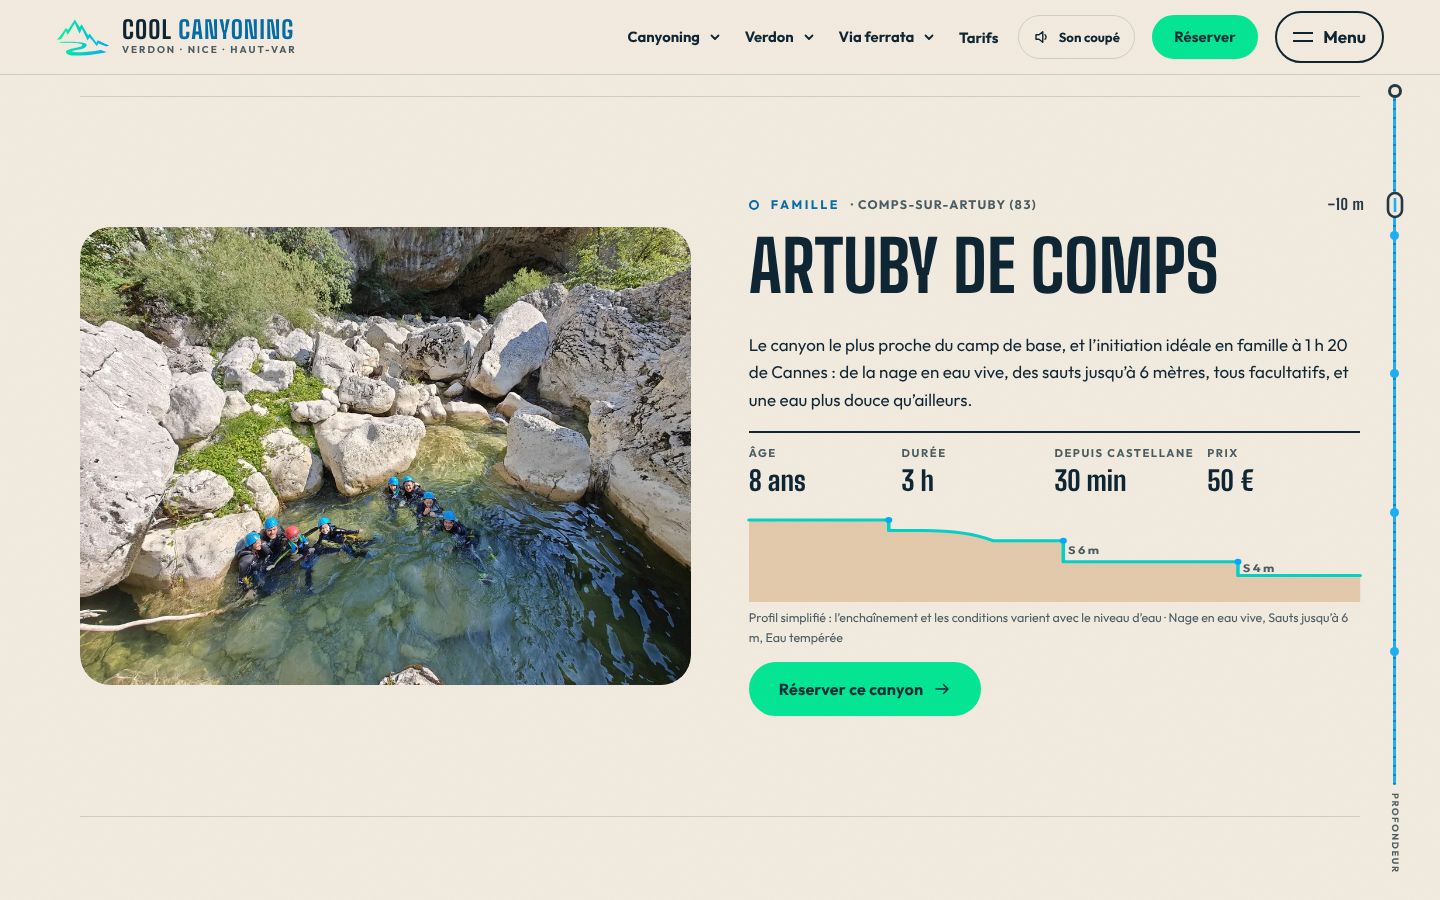 COOL CANYONING
VERDON · NICE · HAUT-VAR
Canyoning
Verdon
Via ferrata
Tarifs
Son coupé
Réserver
Menu
FAMILLE · COMPS-SUR-ARTUBY (83)
−10 m
ARTUBY DE COMPS
Le canyon le plus proche du camp de base, et l’initiation idéale en famille à 1 h 20
de Cannes : de la nage en eau vive, des sauts jusqu’à 6 mètres, tous facultatifs, et
une eau plus douce qu’ailleurs.
ÂGE
8 ans
DURÉE
3 h
DEPUIS CASTELLANE
30 min
PRIX
50 €
S6m
S4m
Profil simplifié : l’enchaînement et les conditions varient avec le niveau d’eau · Nage en eau vive, Sauts jusqu’à 6
m, Eau tempérée
Réserver ce canyon
PROFONDEUR